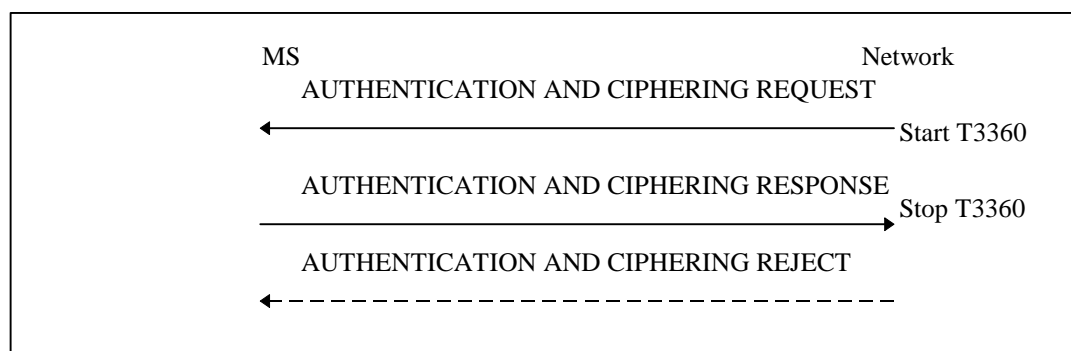 MS Network
AUTHENTICATION AND CIPHERING REQUEST
Start T3360
AUTHENTICATION AND CIPHERING RESPONSE
Stop T3360
AUTHENTICATION AND CIPHERING REJECT